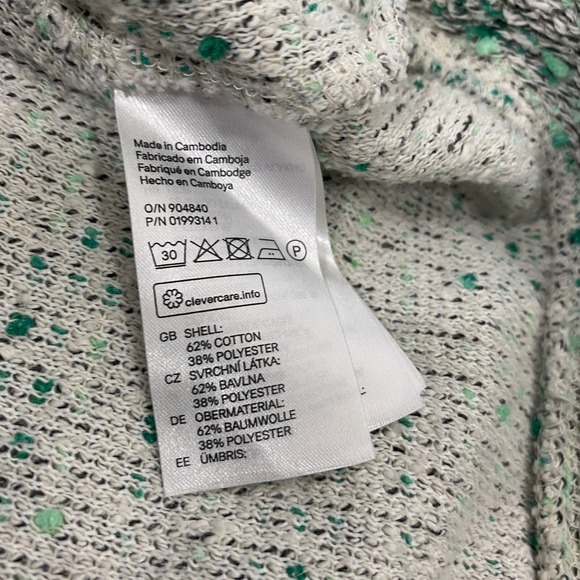 Made in Cambodia
Fabricado em Camboja
Fabriqué en Cambodge
Hecho en Camboya
O/N 904840
P/N 01993141
30 P
clevercare.info
GB SHELL:
62% COTTON
38% POLYESTER
CZ SVRCHNÍ LÁTKA:
62% BAVLNA
38% POLYESTER
DE OBERMATERIAL:
62% BAUMWOLLE
38% POLYESTER
EE ÜMBRIS: